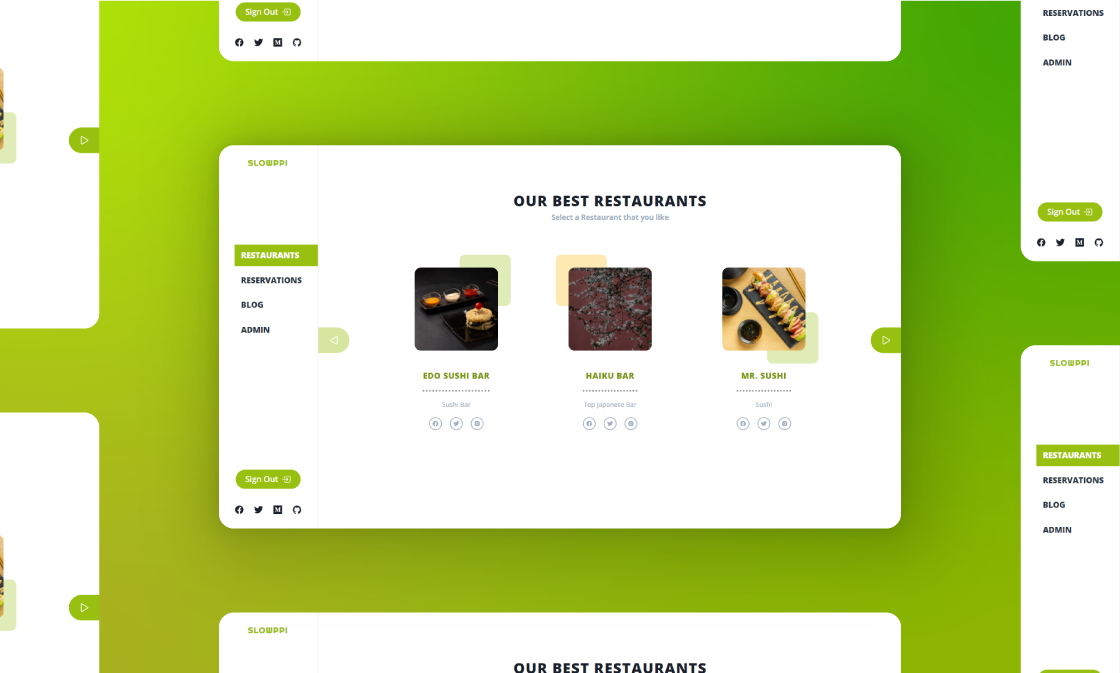 Sign Out
RESERVATIONS
BLOG
ADMIN
SLOWPPI
OUR BEST RESTAURANTS
Select a Restaurant that you like
RESTAURANTS
RESERVATIONS
BLOG
ADMIN
EDO SUSHI BAR
HAIKU BAR
MR. SUSHI
Sushi Bar
Top Japanese Bar
Sushi
Sign Out
Sign Out
SLOWPPI
RESTAURANTS
RESERVATIONS
BLOG
ADMIN
SLOWPPI
OUR BEST RESTAURANTS